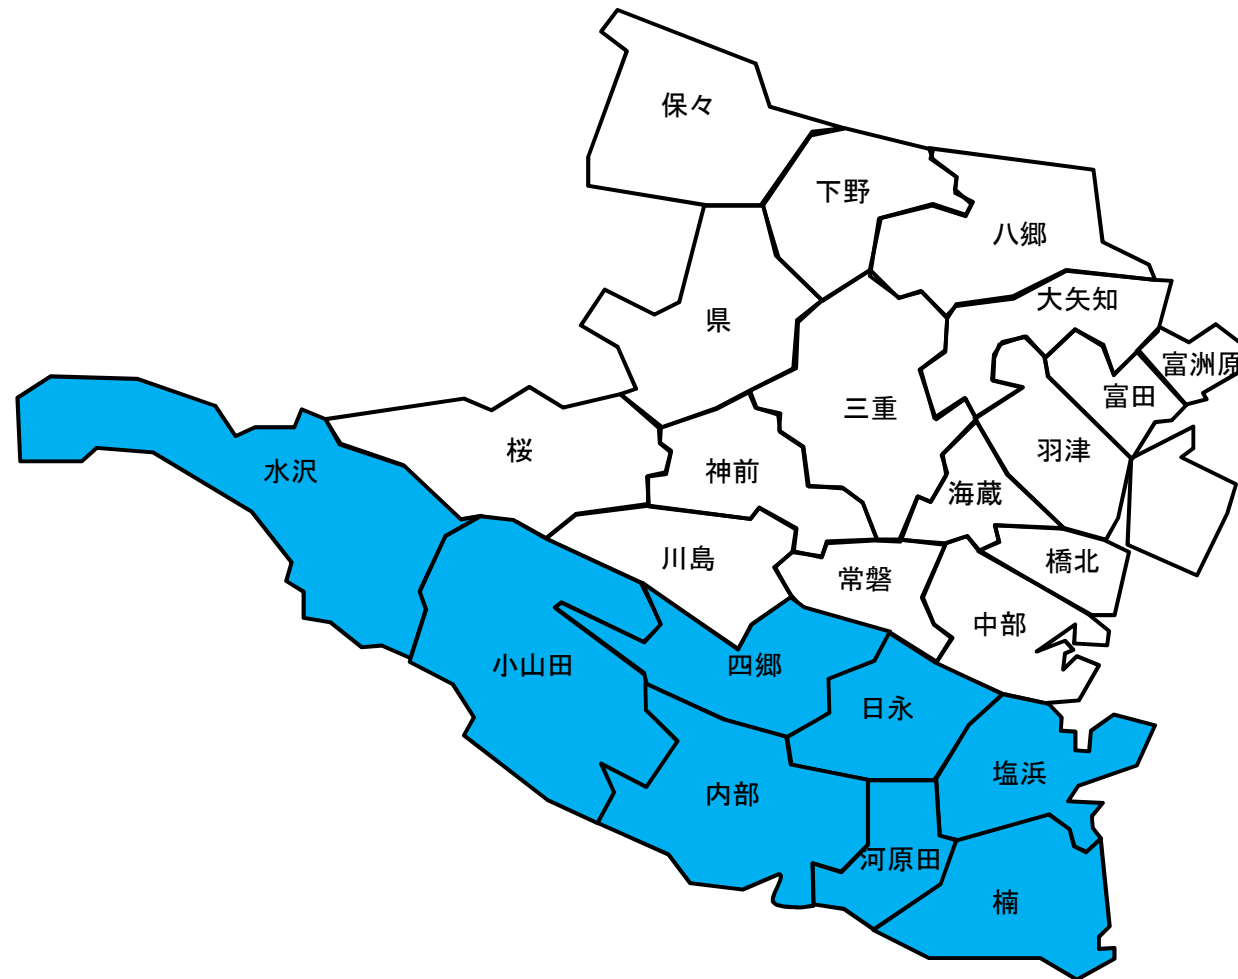 保々
下野
八郷
大矢知
県
富洲原
富田
三重
羽津
桜
水沢
神前
海蔵
川島
橋北
常磐
中部
小山田
四郷
日永
塩浜
内部
河原田
楠